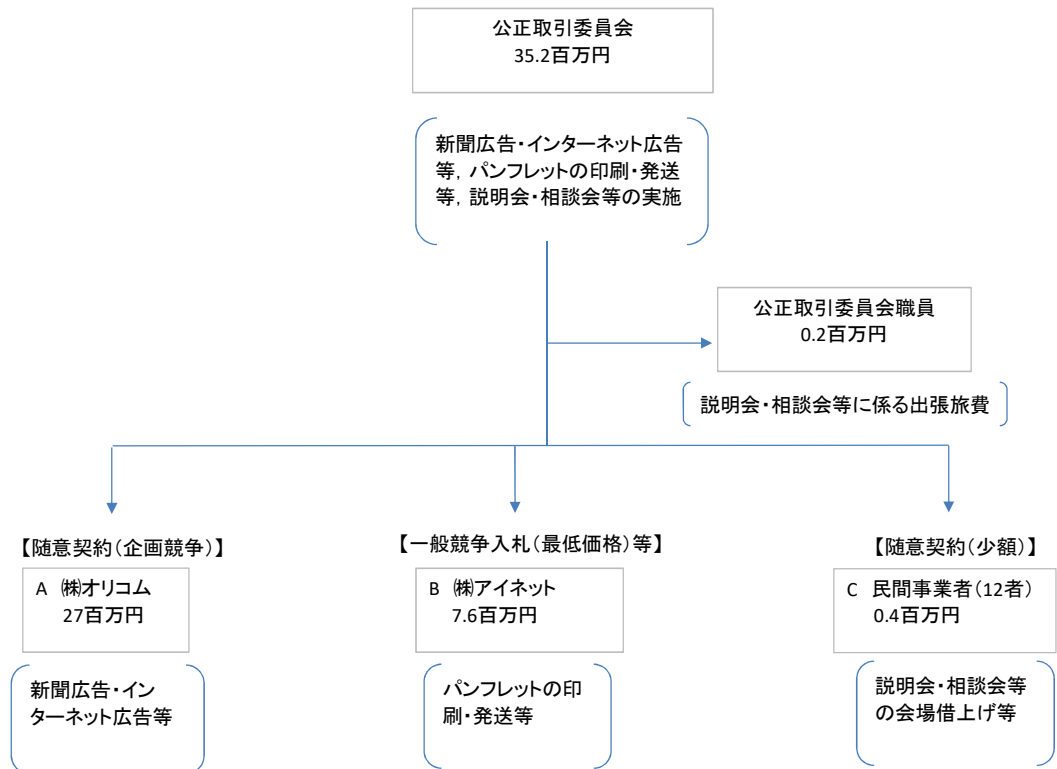 公正取引委員会
35.2百万円
新聞広告・インターネット広告
等，パンフレットの印刷・発送
等，説明会・相談会等の実施
公正取引委員会職員
0.2百万円
説明会・相談会等に係る出張旅費
【随意契約（企画競争）】
A ㈱オリコム
27百万円
新聞広告・イン
ターネット広告等
【一般競争入札（最低価格）等】
B ㈱アイネット
7.6百万円
パンフレットの印
刷・発送等
【随意契約（少額）】
C 民間事業者（12者）
0.4百万円
説明会・相談会等
の会場借上げ等